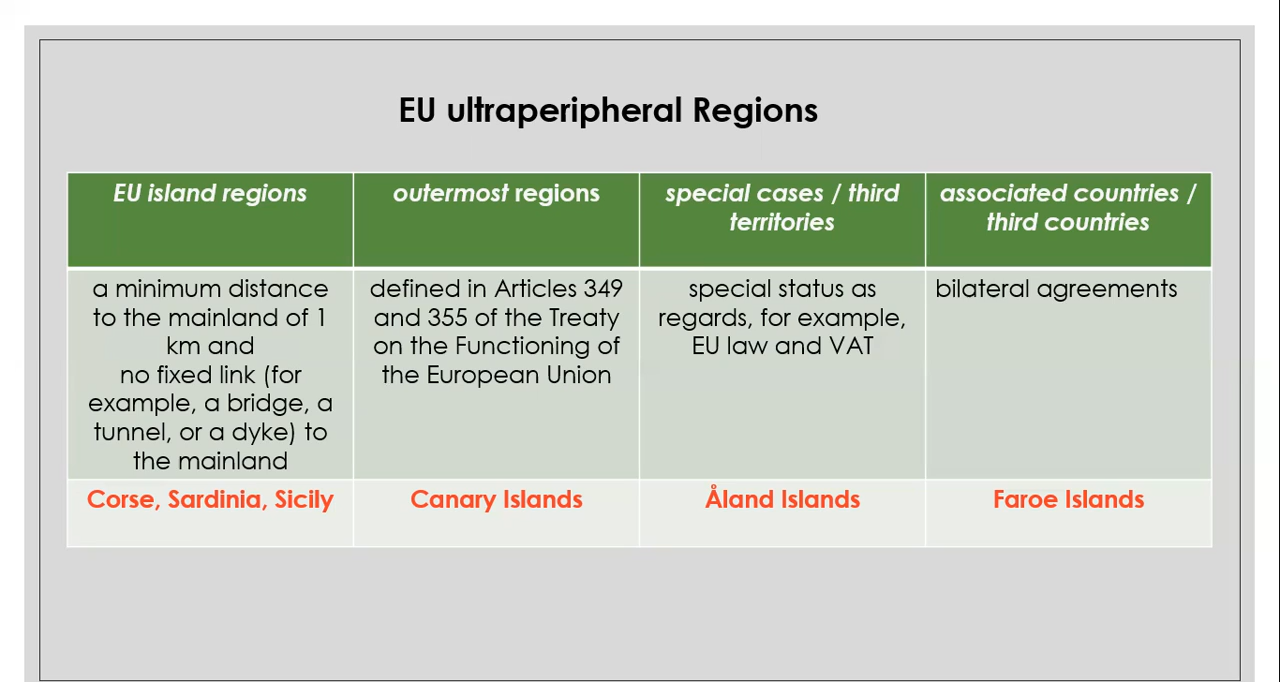 EU ultraperipheral Regions
EU island regions
outermost regions
special cases / third
territories
associated countries /
third countries
a minimum distance
to the mainland of 1
km and
no fixed link (for
example, a bridge, a
tunnel, or a dyke) to
the mainland
defined in Articles 349
and 355 of the Treaty
on the Functioning of
the European Union
special status as
regards, for example,
EU law and VAT
bilateral agreements
Corse, Sardinia, Sicily
Canary Islands
Åland Islands
Faroe Islands